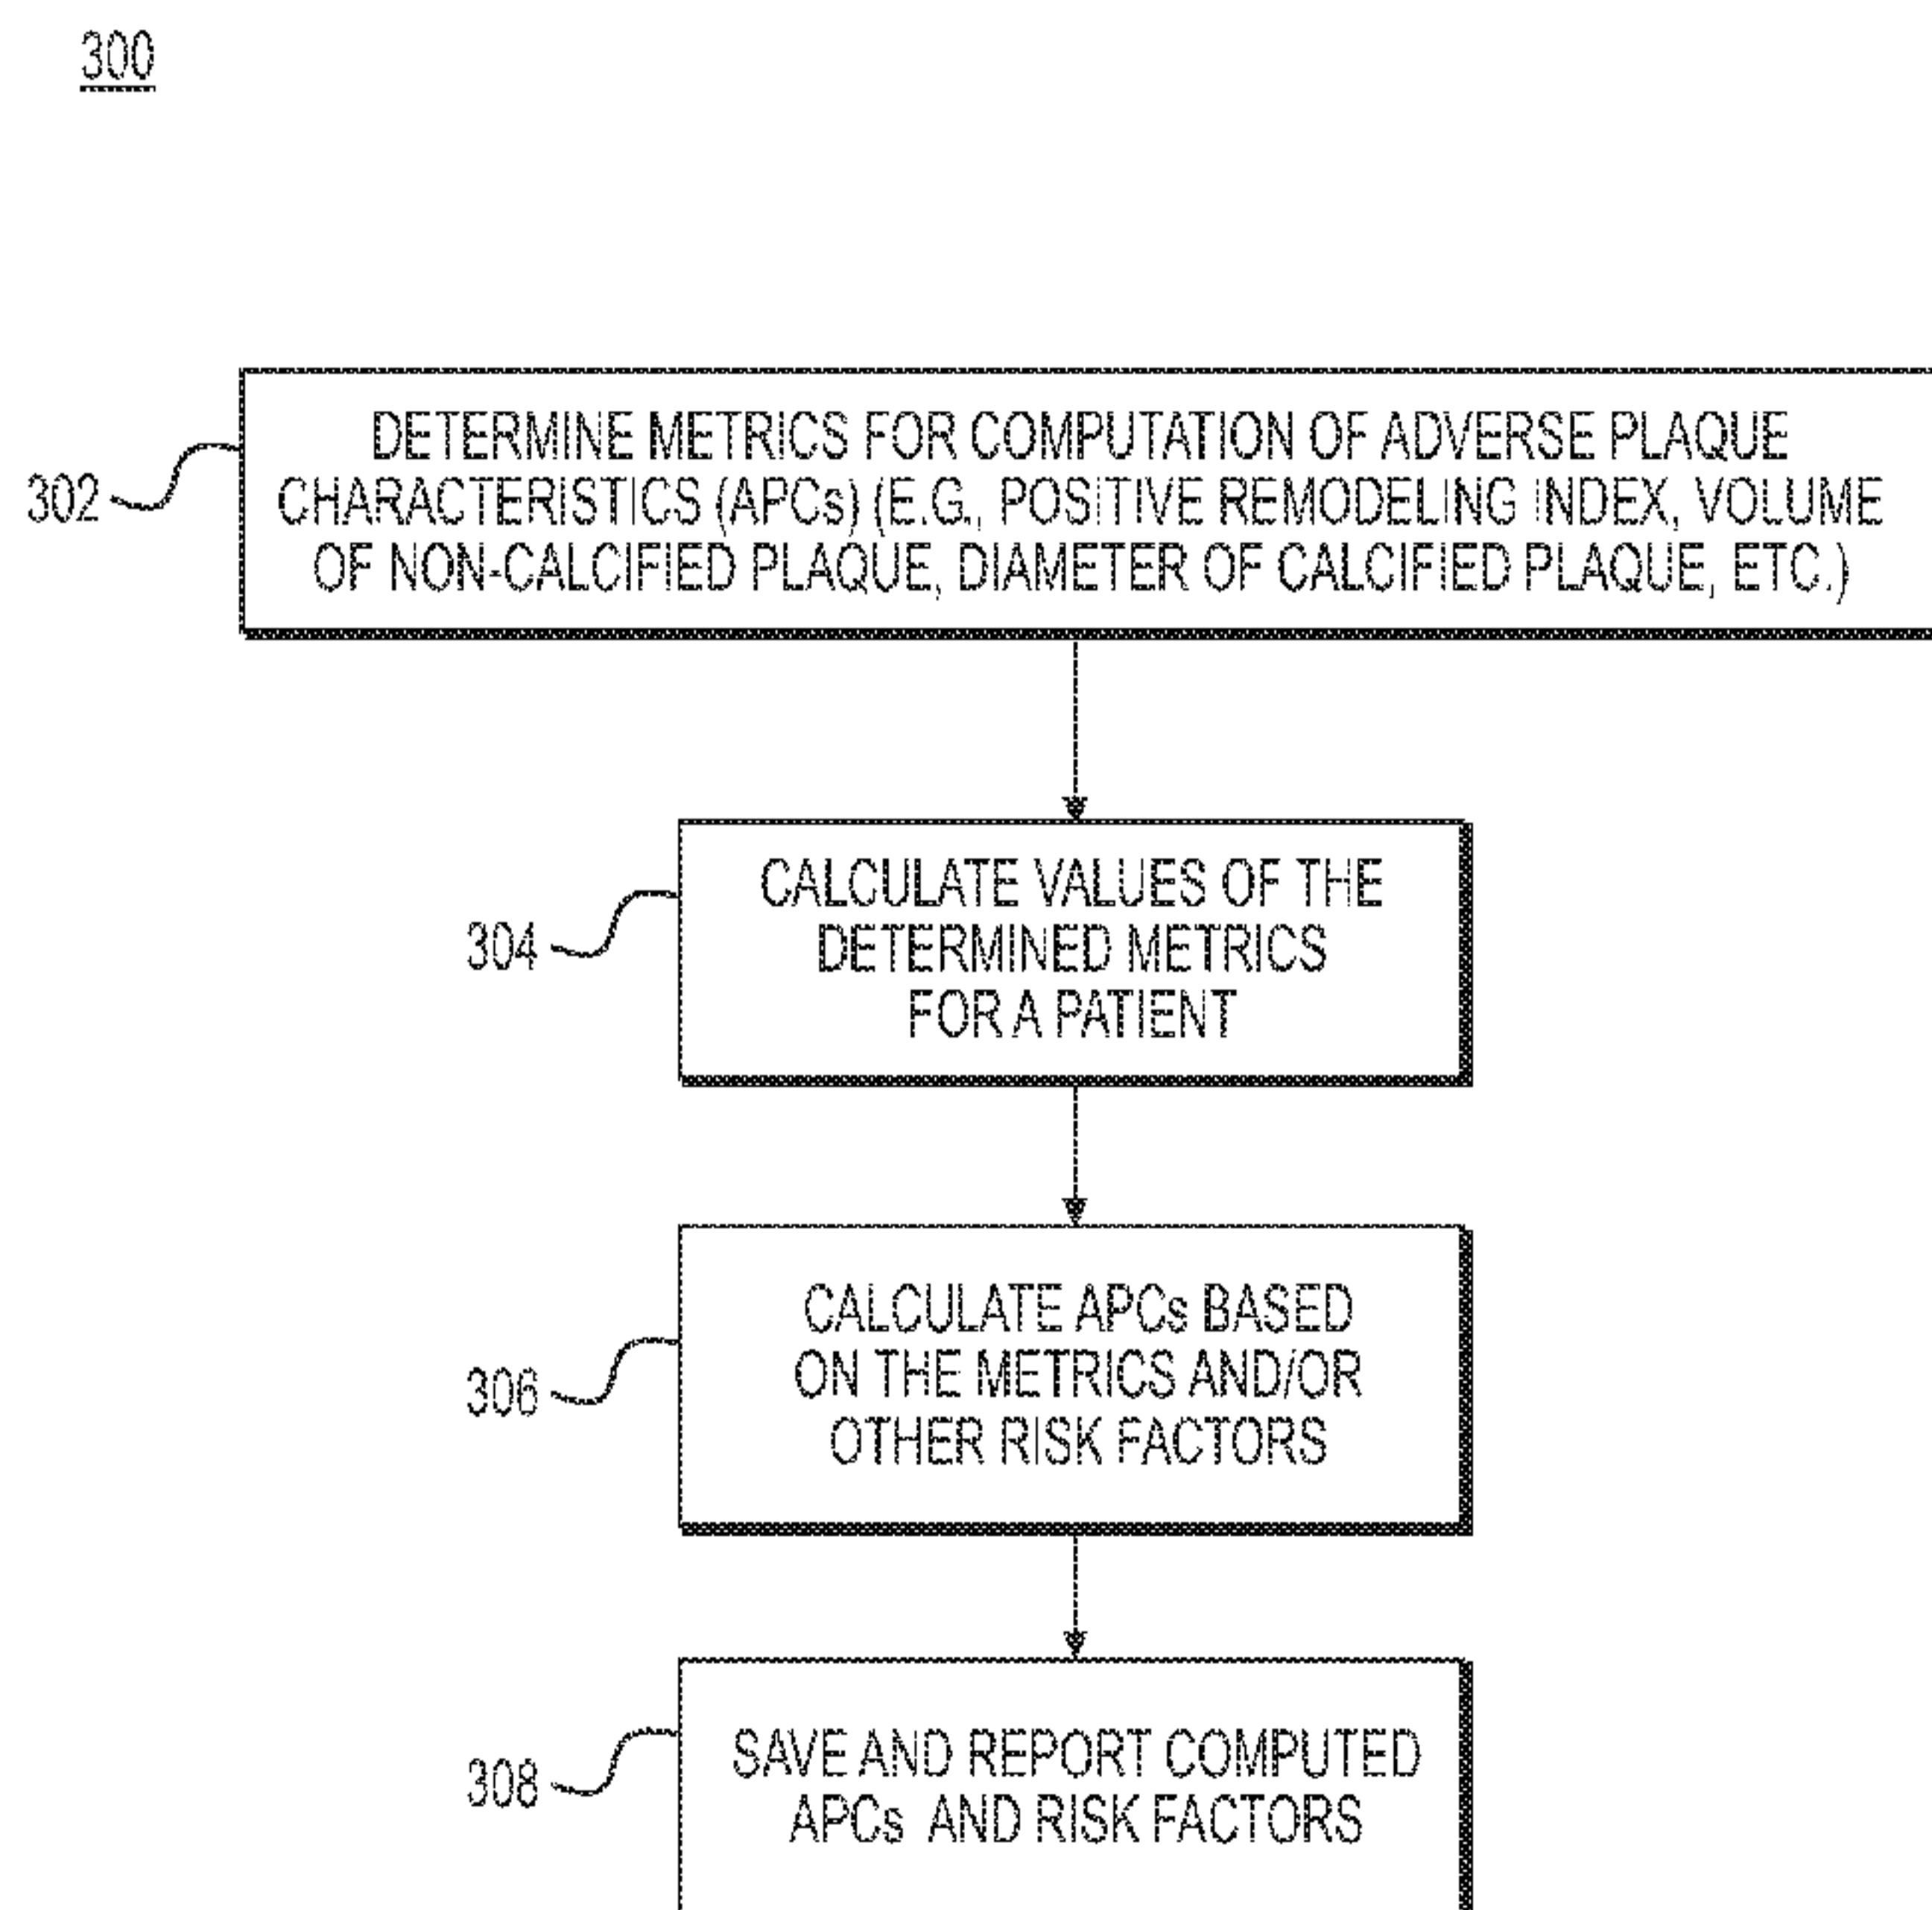 300
302
DETERMINE METRICS FOR COMPUTATION OF ADVERSE PLAQUE
CHARACTERISTICS (APCs) (E.G., POSITIVE REMODELING INDEX, VOLUME
OF NON-CALCIFIED PLAQUE, DIAMETER OF CALCIFIED PLAQUE, ETC.)
304
CALCULATE VALUES OF THE
DETERMINED METRICS
FOR A PATIENT
306
CALCULATE APCs BASED
ON THE METRICS AND/OR
OTHER RISK FACTORS
308
SAVE AND REPORT COMPUTED
APCs AND RISK FACTORS